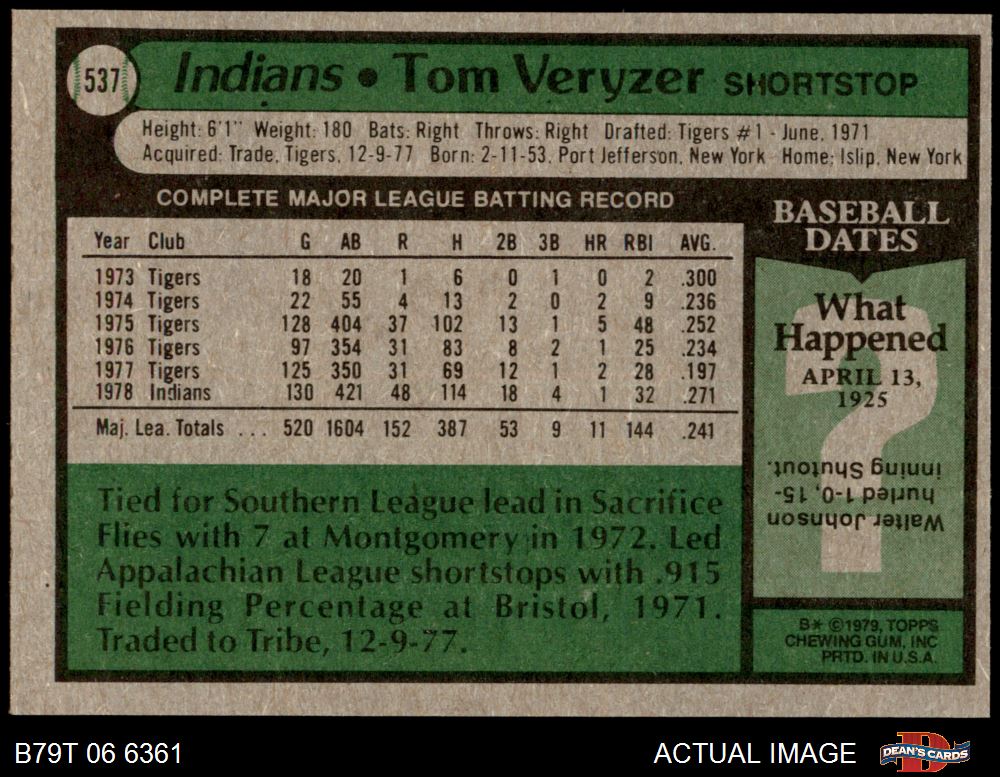 537 Indians • Tom Veryzer SHORTSTOP
Height: 6'1" Weight: 180 Bats: Right Throws: Right Drafted: Tigers #1 - June, 1971
Acquired: Trade, Tigers, 12-9-77 Born: 2-11-53, Port Jefferson, New York Home: Islip, New York
COMPLETE MAJOR LEAGUE BATTING RECORD
Year Club G AB R H 2B 3B HR RBI AVG.
1973 Tigers 18 20 1 6 0 1 0 2 .300
1974 Tigers 22 55 4 13 2 0 2 9 .236
1975 Tigers 128 404 37 102 13 1 5 48 .252
1976 Tigers 97 354 31 83 8 2 1 25 .234
1977 Tigers 125 350 31 69 12 1 2 28 .197
1978 Indians 130 421 48 114 18 4 1 32 .271
Maj. Lea. Totals ... 520 1604 152 387 53 9 11 144 .241
Tied for Southern League lead in Sacrifice
Flies with 7 at Montgomery in 1972. Led
Appalachian League shortstops with .915
Fielding Percentage at Bristol, 1971.
Traded to Tribe, 12-9-77.
BASEBALL
DATES
What
Happened
APRIL 13,
1925
?
Walter Johnson
hurled 1-0, 15-
inning Shutout.
B* ©1979, TOPPS
CHEWING GUM, INC
PRTD. IN U.S.A.
B79T 06 6361
ACTUAL IMAGE
DEAN'S CARDS